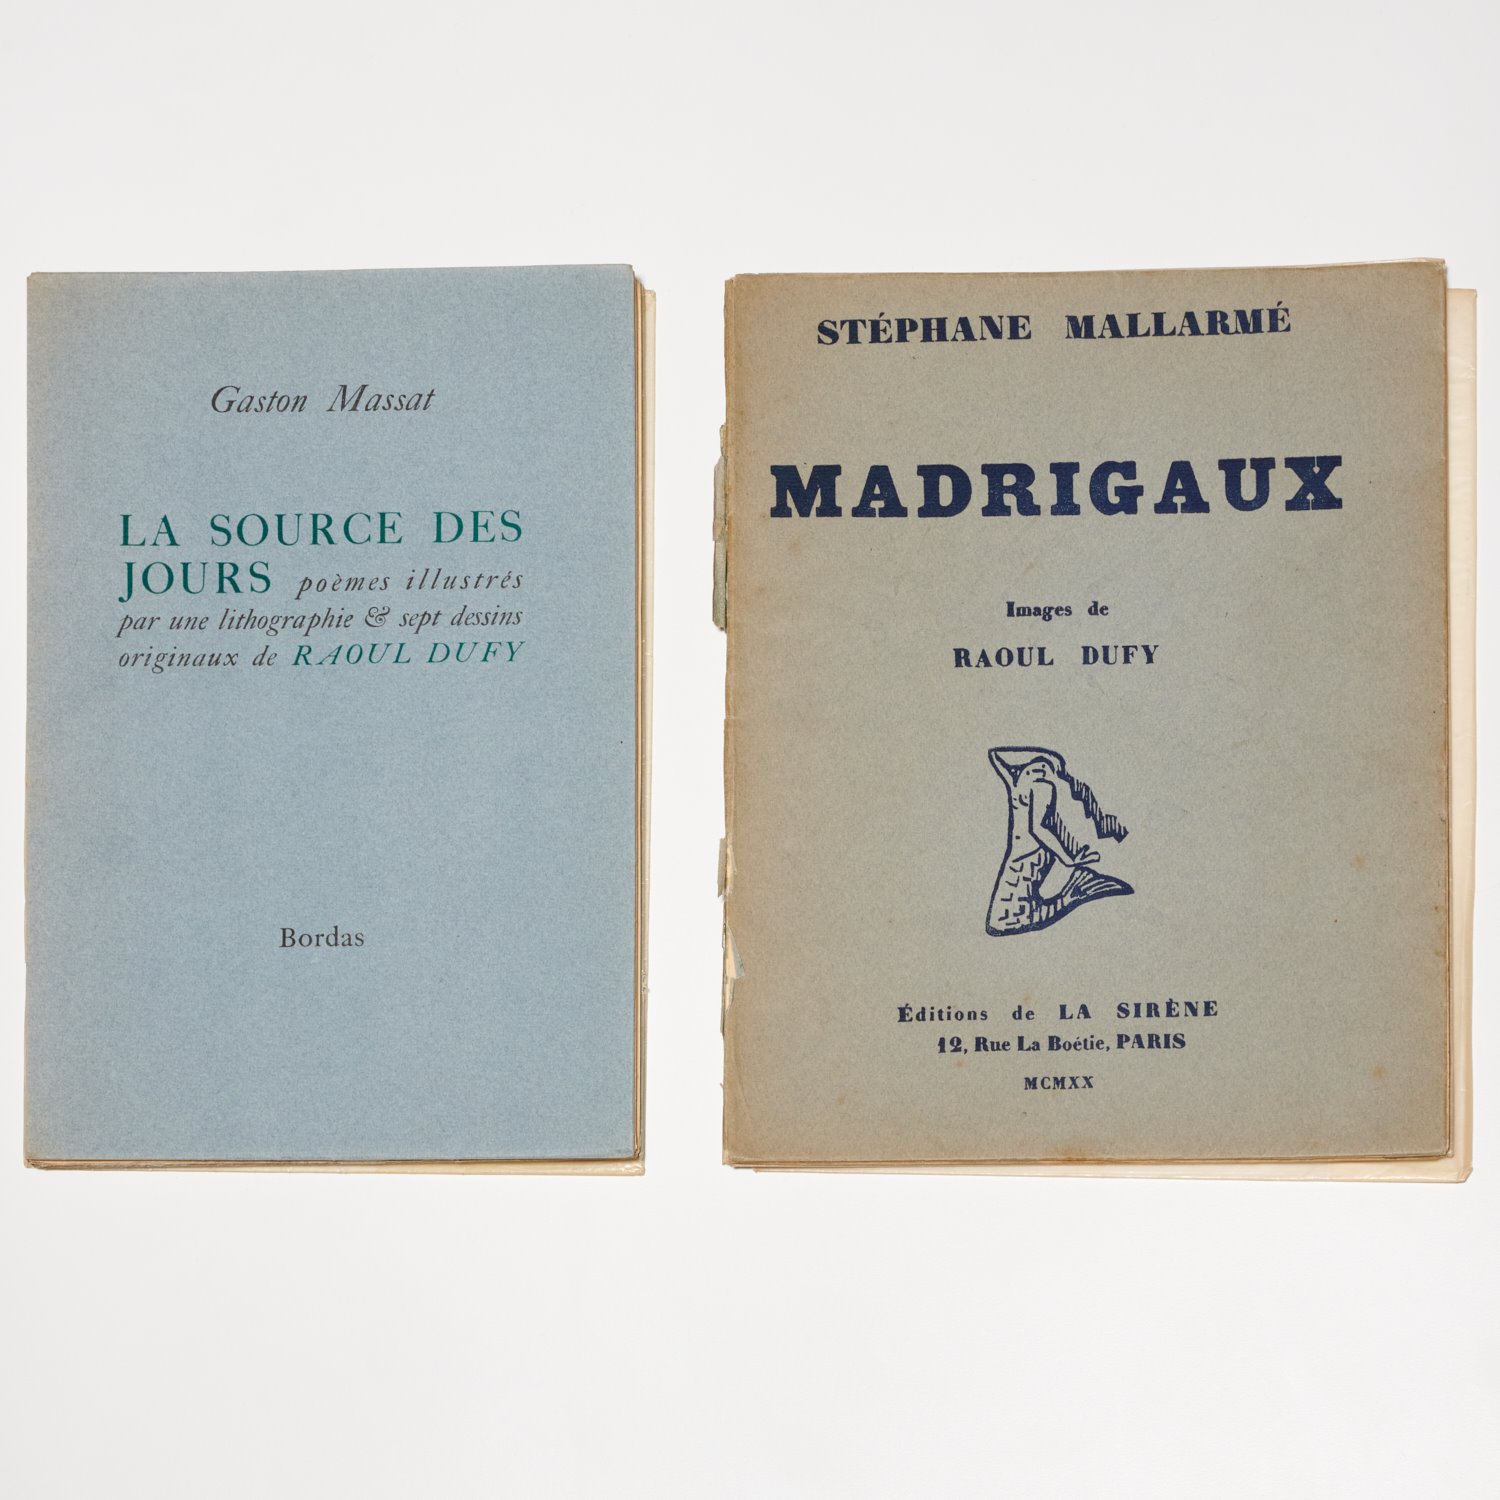 Gaston Massat
LA SOURCE DES
JOURS poèmes illustrés
par une lithographie & sept dessins
originaux de RAOUL DUFY
Bordas
STÉPHANE MALLARMÉ
MADRIGAUX
Images de
RAOUL DUFY
Éditions de LA SIRÈNE
12, Rue La Boétie, PARIS
MCMXX